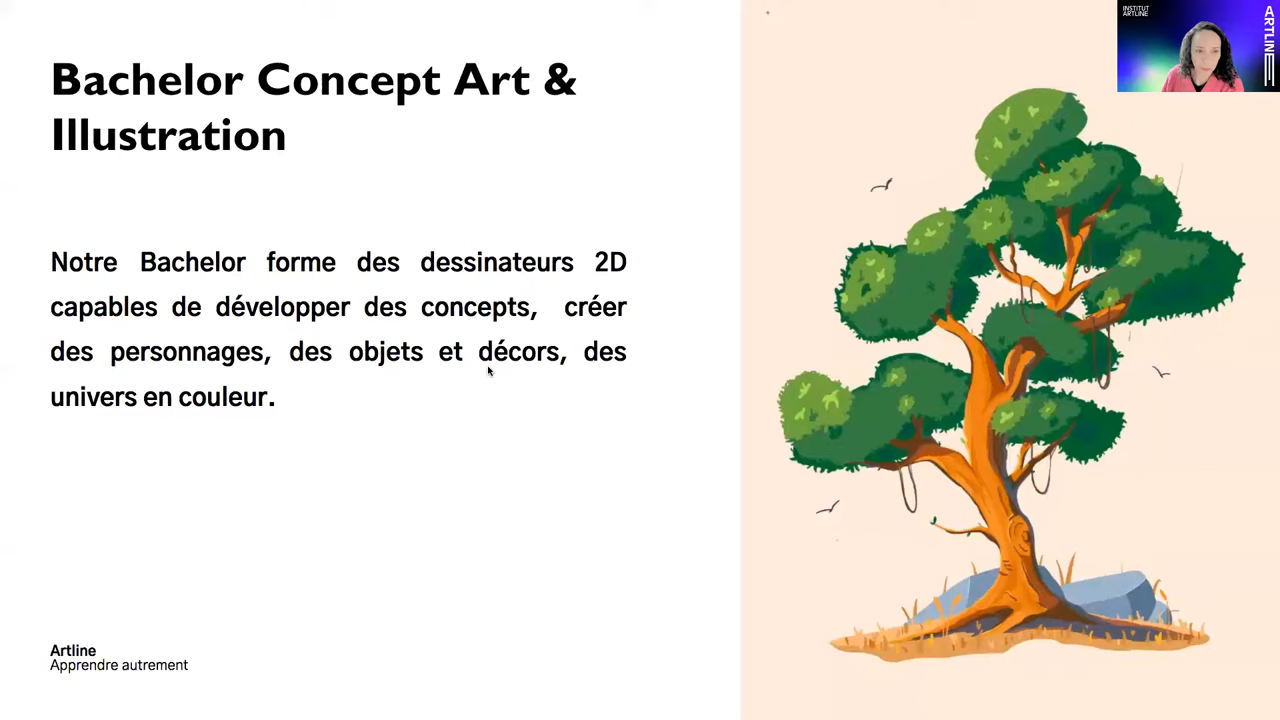 Bachelor Concept Art &
Illustration
Notre Bachelor forme des dessinateurs 2D
capables de développer des concepts, créer
des personnages, des objets et décors, des
univers en couleur.
Artline
Apprendre autrement
INSTITUT
ARTLINE
ARTLINE